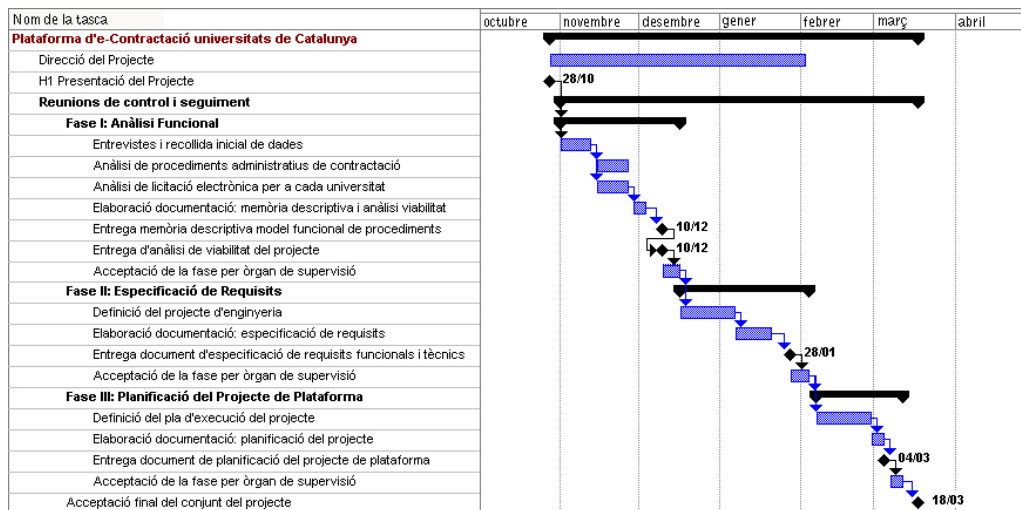 Nom de la tasca octubre novembre desembre gener febrer març abril
Plataforma d'e-Contractació universitats de Catalunya
Direcció del Projecte
H1 Presentació del Projecte 28/10
Reunions de control i seguiment
Fase I: Anàlisi Funcional
Entrevistes i recollida inicial de dades
Anàlisi de procediments administratius de contractació
Anàlisi de licitació electrònica per a cada universitat
Elaboració documentació: memòria descriptiva i anàlisi viabilitat
Entrega memòria descriptiva model funcional de procediments 10/12
Entrega d'anàlisi de viabilitat del projecte 10/12
Acceptació de la fase per òrgan de supervisió
Fase II: Especificació de Requisits
Definició del projecte d'enginyeria
Elaboració documentació: especificació de requisits
Entrega document d'especificació de requisits funcionals i tècnics 28/01
Acceptació de la fase per òrgan de supervisió
Fase III: Planificació del Projecte de Plataforma
Definició del pla d'execució del projecte
Elaboració documentació: planificació del projecte
Entrega document de planificació del projecte de plataforma 04/03
Acceptació de la fase per òrgan de supervisió
Acceptació final del conjunt del projecte 18/03